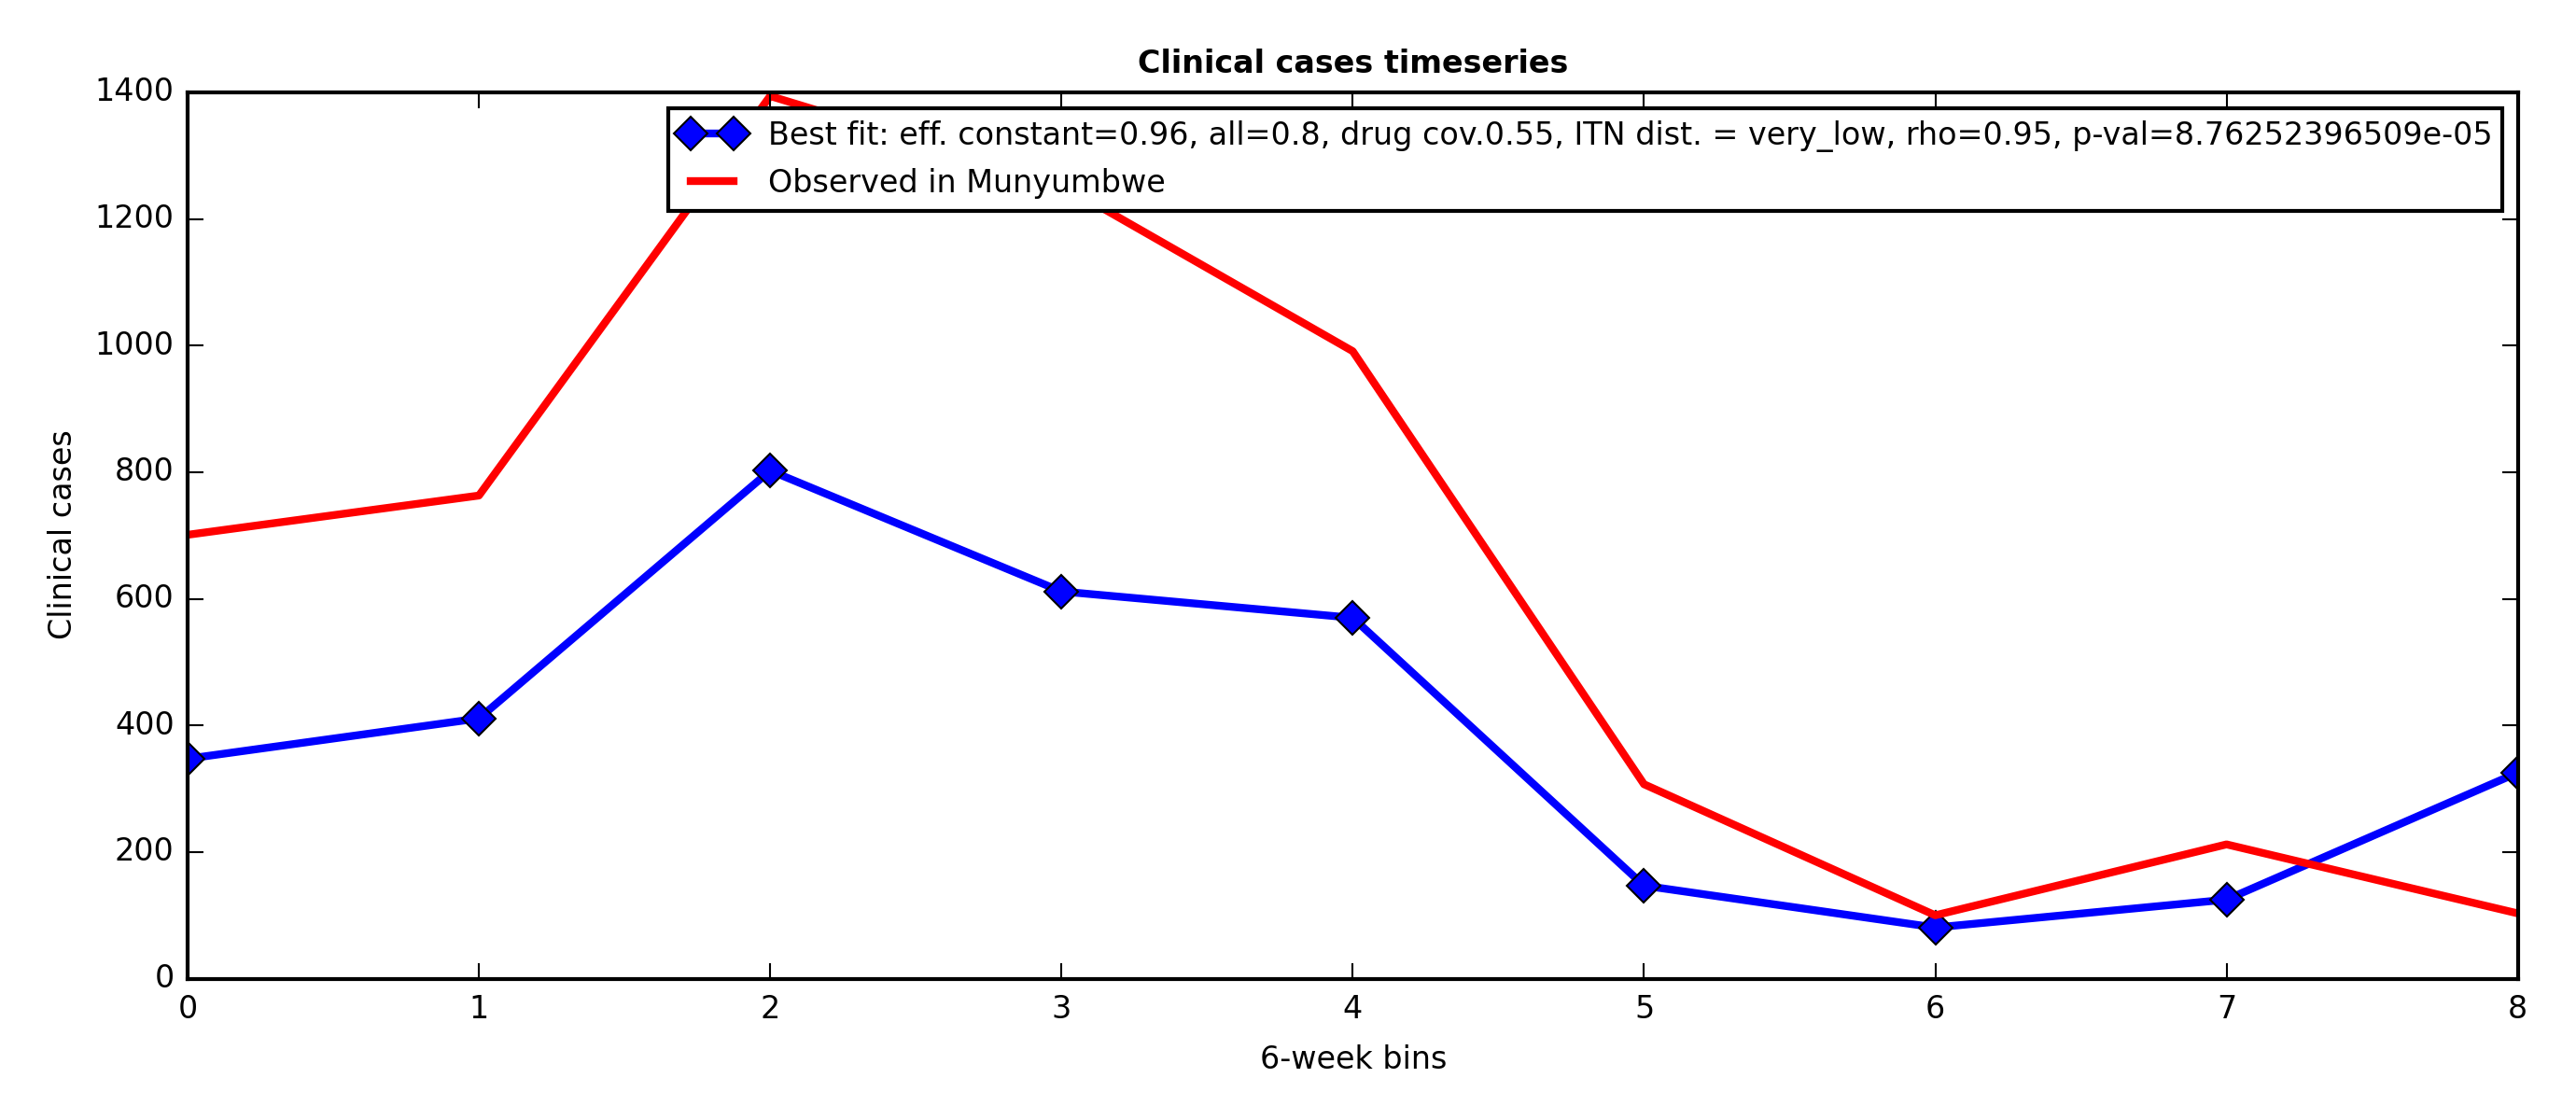 Clinical cases timeseries
Best fit: eff. constant=0.96, all=0.8, drug cov.0.55, ITN dist. = very_low, rho=0.95, p-val=8.76252396509e-05
Observed in Munyumbwe
1400
1200
1000
800
600
400
200
0
Clinical cases
0 1 2 3 4 5 6 7 8
6-week bins